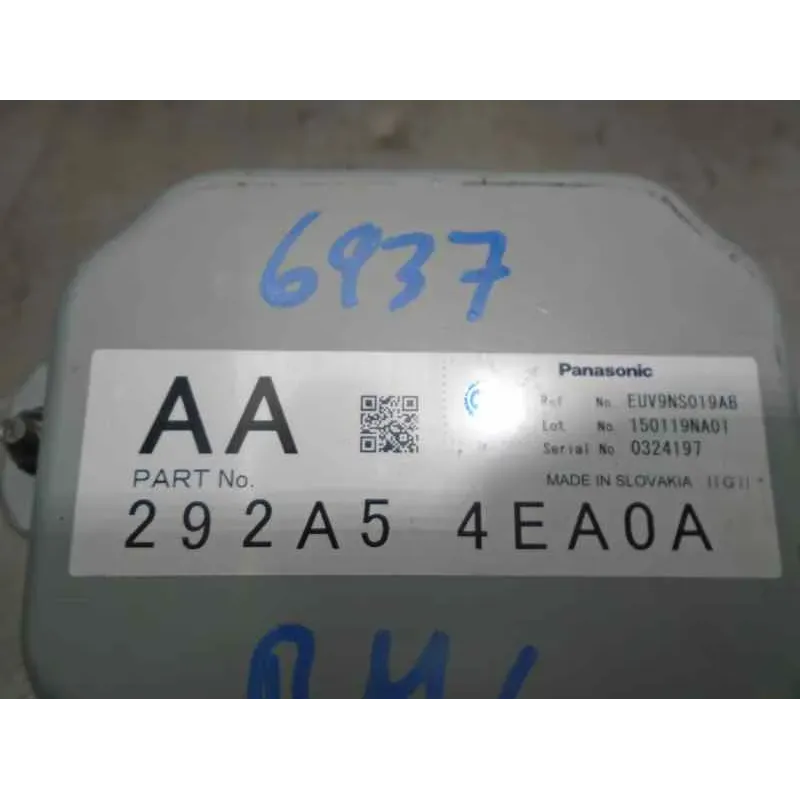 6937
AA
Panasonic
Ref No. EUV9NS019AB
Lot No 150119NA01
Serial No 0324197
PART No.
MADE IN SLOVAKIA
292A5 4EA0A